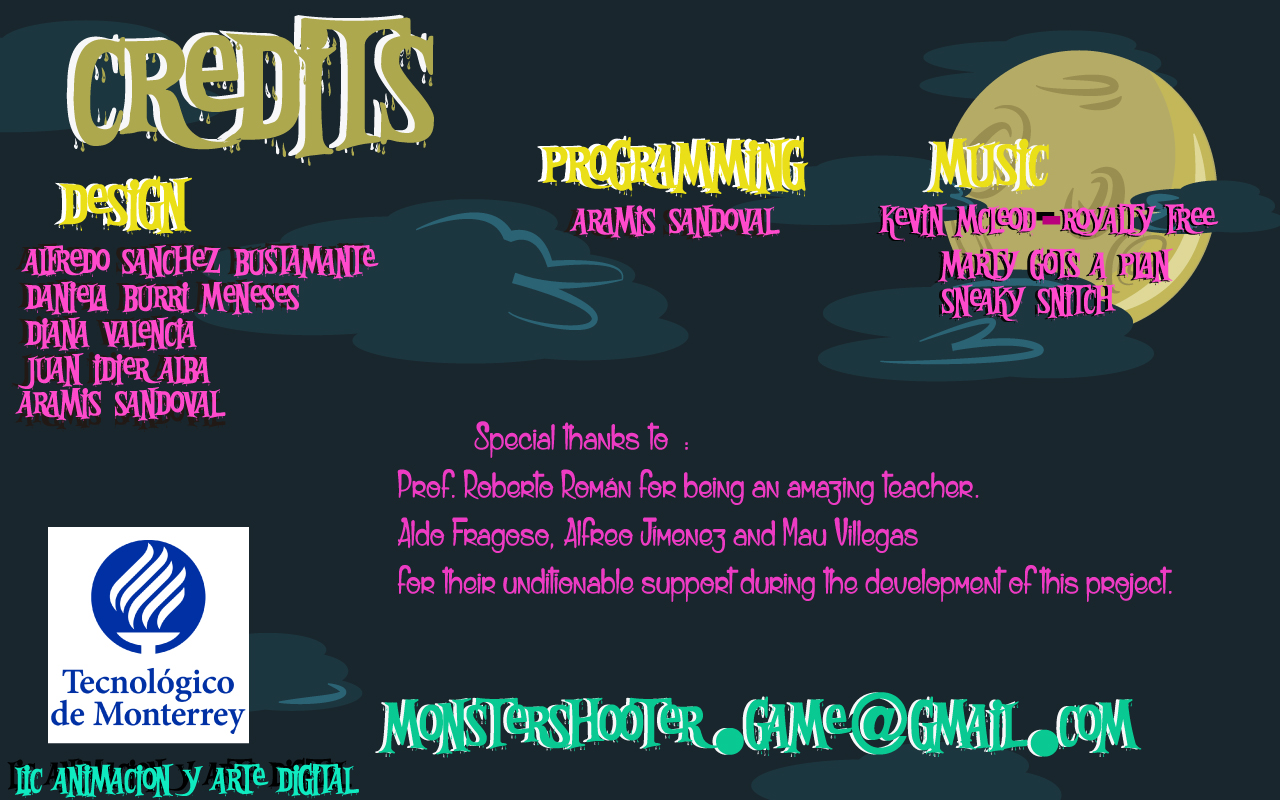 CREDITS
DESIGN
ALFREDO SANCHEZ BUSTAMANTE
DANIELA BURRI MENESES
DIANA VALENCIA
JUAN IDIER ALBA
ARAMIS SANDOVAL
PROGRAMMING
ARAMIS SANDOVAL
MUSIC
KEVIN MCLEOD-ROYALTY FREE
MARTY GOTS A PLAN
SNEAKY SNITCH
Special thanks to :
Prof. Roberto Román for being an amazing teacher.
Aldo Fragoso, Alfreo Jímenez and Mau Villegas
for their unditionable support during the development of this project.
Tecnológico
de Monterrey
LIC ANIMACION Y ARTE DIGITAL
MONSTERSHOOTER.GAME@GMAIL.COM